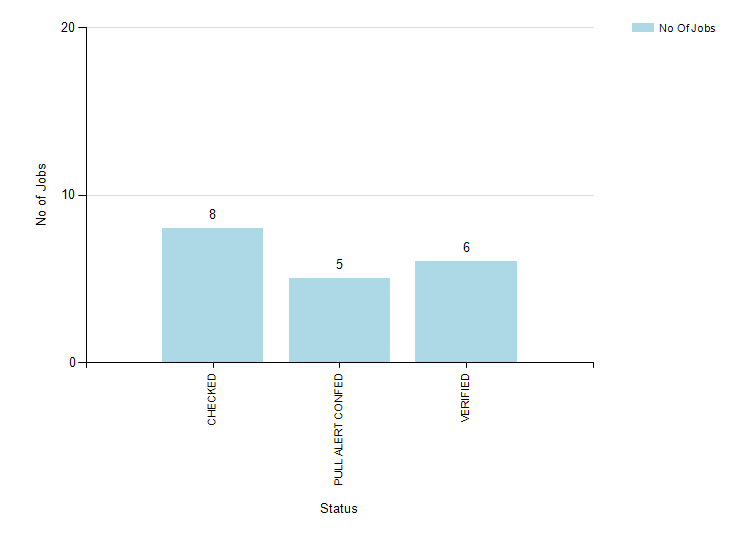 20
No Of Jobs
No of Jobs
10
8
5
6
0
CHECKED
PULL ALERT CONFED
VERIFIED
Status